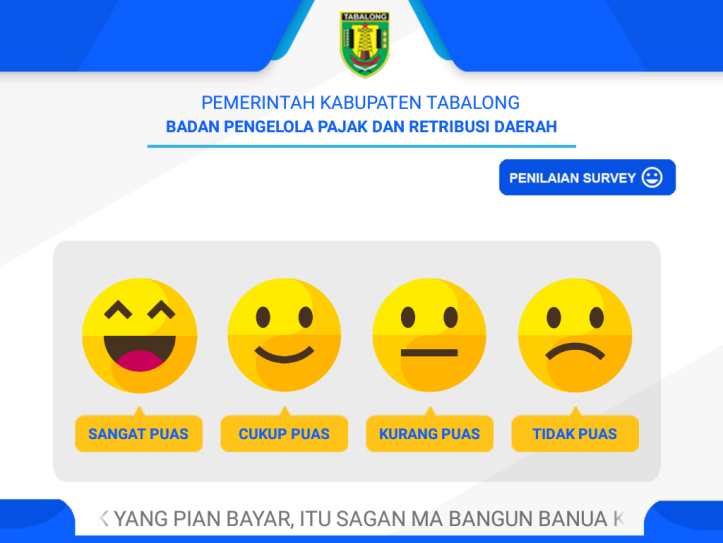 TABALONG
PEMERINTAH KABUPATEN TABALONG
BADAN PENGELOLA PAJAK DAN RETRIBUSI DAERAH
PENILAIAN SURVEY
SANGAT PUAS
CUKUP PUAS
KURANG PUAS
TIDAK PUAS
YANG PIAN BAYAR, ITU SAGAN MA BANGUN BANUA